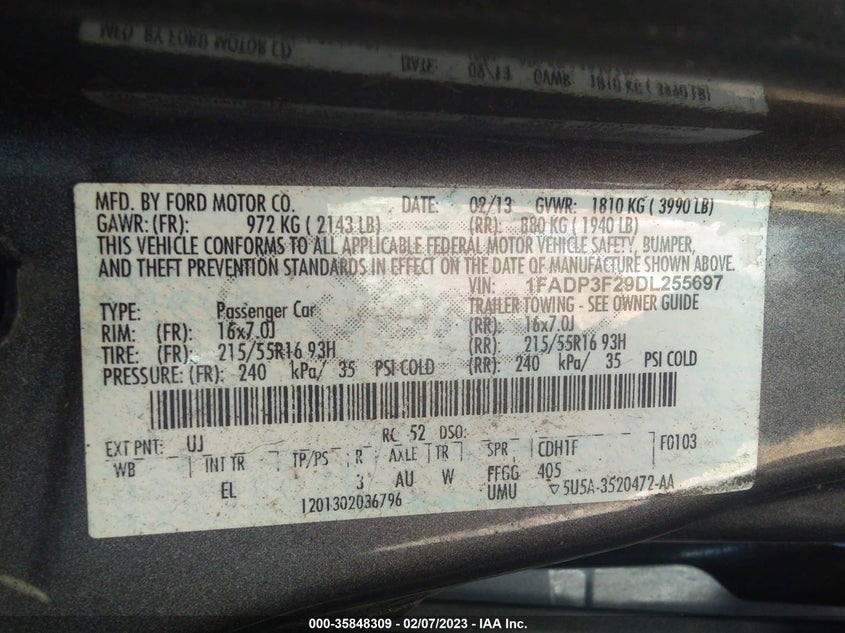 MFD. BY FORD MOTOR CO. DATE: 02/13 GVWR: 1810 KG ( 3990 LB)
GAWR: (FR): 972 KG ( 2143 LB) (RR): 880 KG ( 1940 LB)
THIS VEHICLE CONFORMS TO ALL APPLICABLE FEDERAL MOTOR VEHICLE SAFETY, BUMPER,
AND THEFT PREVENTION STANDARDS IN EFFECT ON THE DATE OF MANUFACTURE SHOWN ABOVE.
VIN: 1FADP3F29DL255697
TYPE: Passenger Car TRAILER TOWING - SEE OWNER GUIDE
RIM: (FR): 16x7.0J (RR): 16x7.0J
TIRE: (FR): 215/55R16 93H (RR): 215/55R16 93H
PRESSURE: (FR): 240 kPa/ 35 PSI COLD (RR): 240 kPa/ 35 PSI COLD
EXT PNT: UJ RC 52 DSO: F0103
WB INT TR TP/PS R AXLE TR SPR CDH1F
EL 3 AU W FFGG 405
1201302036796 UMU 5U5A-3520472-AA
000-35848309 - 02/07/2023 - IAA Inc.